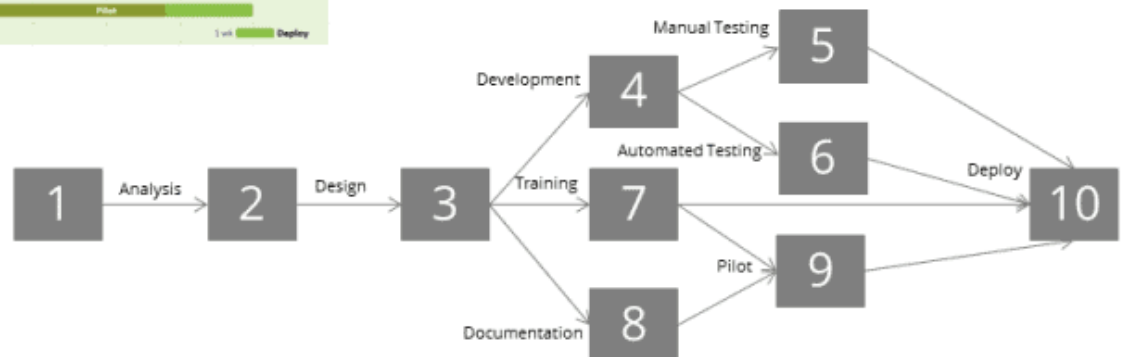 Pilot
1 wk Deploy
Manual Testing
5
Development
4
Automated Testing
6
Deploy
1
Analysis
2
Design
3
Training
7
10
Pilot
9
Documentation
8